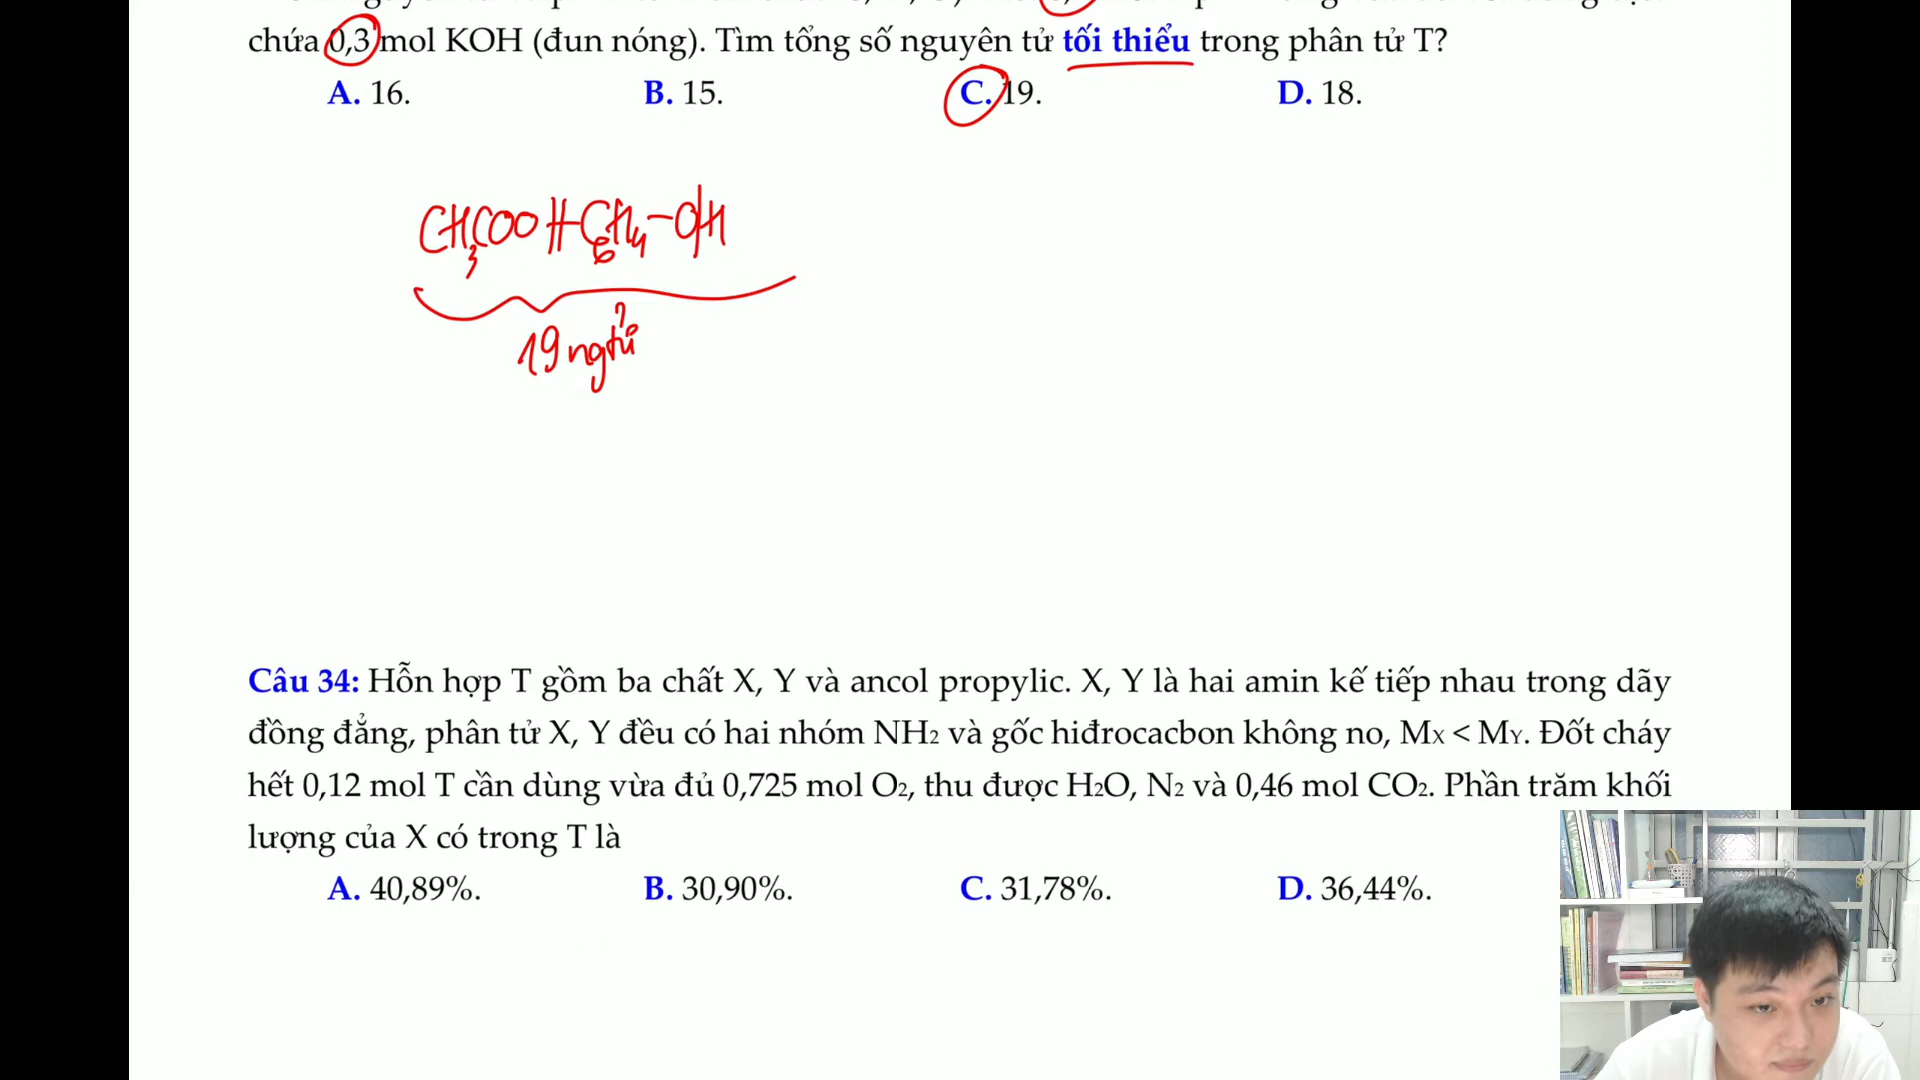 chứa 0,3 mol KOH (đun nóng). Tìm tổng số nguyên tử tối thiểu trong phân tử T?
A. 16. B. 15. C. 19. D. 18.
CH₃COOH-C₆H₄-OH
19 ngtử
Câu 34: Hỗn hợp T gồm ba chất X, Y và ancol propylic. X, Y là hai amin kế tiếp nhau trong dãy
đồng đẳng, phân tử X, Y đều có hai nhóm NH₂ và gốc hiđrocacbon không no, Mx < MY. Đốt cháy
hết 0,12 mol T cần dùng vừa đủ 0,725 mol O₂, thu được H₂O, N₂ và 0,46 mol CO₂. Phần trăm khối
lượng của X có trong T là
A. 40,89%. B. 30,90%. C. 31,78%. D. 36,44%.